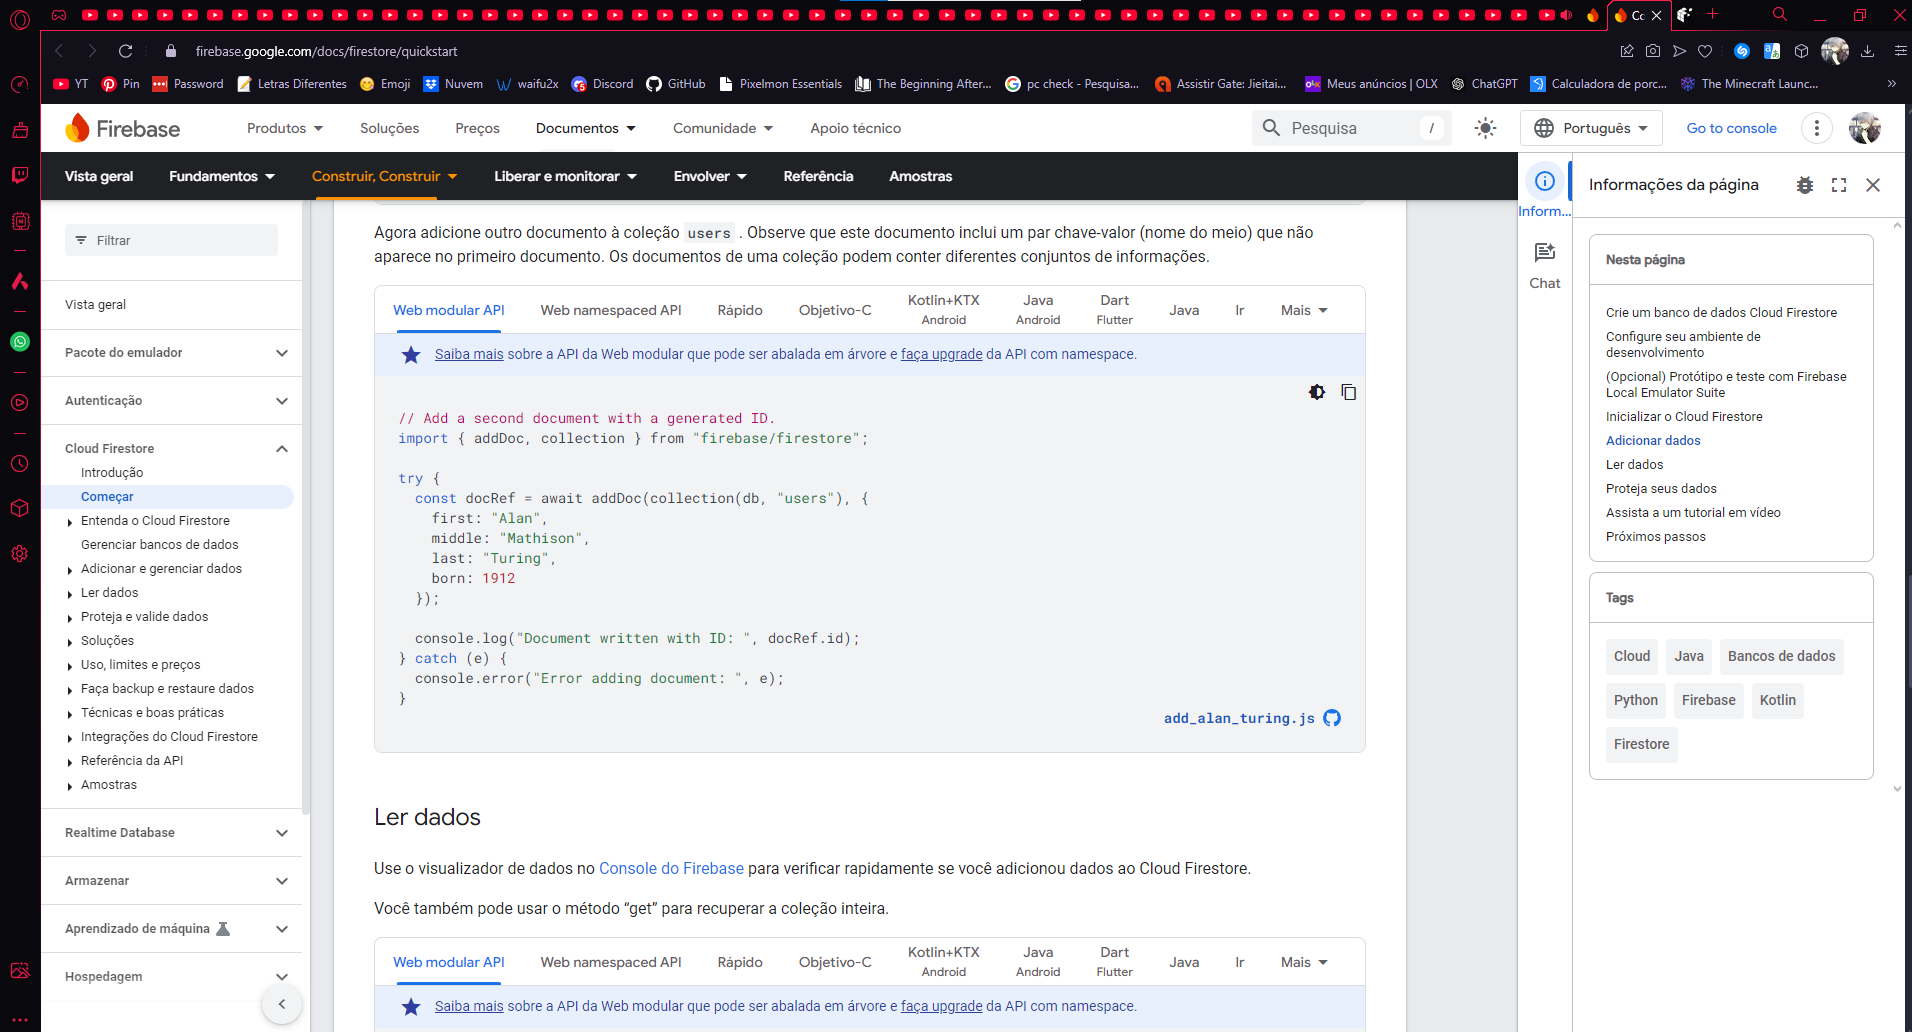 Cc
firebase.google.com/docs/firestore/quickstart
YT
Pin
Password
Letras Diferentes
Emoji
Nuvem
waifu2x
Discord
GitHub
Pixelmon Essentials
The Beginning After...
pc check - Pesquisa...
Assistir Gate: Jieitai...
Meus anúncios | OLX
ChatGPT
Calculadora de porc...
The Minecraft Launc...
»
Firebase
Produtos
Soluções
Preços
Documentos
Comunidade
Apoio técnico
Pesquisa
/
Português
Go to console
Vista geral
Fundamentos
Construir, Construir
Liberar e monitorar
Envolver
Referência
Amostras
Filtrar
Vista geral
Pacote do emulador
Autenticação
Cloud Firestore
Introdução
Começar
Entenda o Cloud Firestore
Gerenciar bancos de dados
Adicionar e gerenciar dados
Ler dados
Proteja e valide dados
Soluções
Uso, limites e preços
Faça backup e restaure dados
Técnicas e boas práticas
Integrações do Cloud Firestore
Referência da API
Amostras
Realtime Database
Armazenar
Aprendizado de máquina
Hospedagem
Agora adicione outro documento à coleção users . Observe que este documento inclui um par chave-valor (nome do meio) que não
aparece no primeiro documento. Os documentos de uma coleção podem conter diferentes conjuntos de informações.
Web modular API
Web namespaced API
Rápido
Objetivo-C
Kotlin+KTX
Android
Java
Android
Dart
Flutter
Java
Ir
Mais
Saiba mais sobre a API da Web modular que pode ser abalada em árvore e faça upgrade da API com namespace.
// Add a second document with a generated ID.
import { addDoc, collection } from "firebase/firestore";
try {
const docRef = await addDoc(collection(db, "users"), {
first: "Alan",
middle: "Mathison",
last: "Turing",
born: 1912
});
console.log("Document written with ID: ", docRef.id);
} catch (e) {
console.error("Error adding document: ", e);
}
add_alan_turing.js
Ler dados
Use o visualizador de dados no Console do Firebase para verificar rapidamente se você adicionou dados ao Cloud Firestore.
Você também pode usar o método “get” para recuperar a coleção inteira.
Web modular API
Web namespaced API
Rápido
Objetivo-C
Kotlin+KTX
Android
Java
Android
Dart
Flutter
Java
Ir
Mais
Saiba mais sobre a API da Web modular que pode ser abalada em árvore e faça upgrade da API com namespace.
Inform...
Chat
Informações da página
Nesta página
Crie um banco de dados Cloud Firestore
Configure seu ambiente de
desenvolvimento
(Opcional) Protótipo e teste com Firebase
Local Emulator Suite
Inicializar o Cloud Firestore
Adicionar dados
Ler dados
Proteja seus dados
Assista a um tutorial em vídeo
Próximos passos
Tags
Cloud
Java
Bancos de dados
Python
Firebase
Kotlin
Firestore